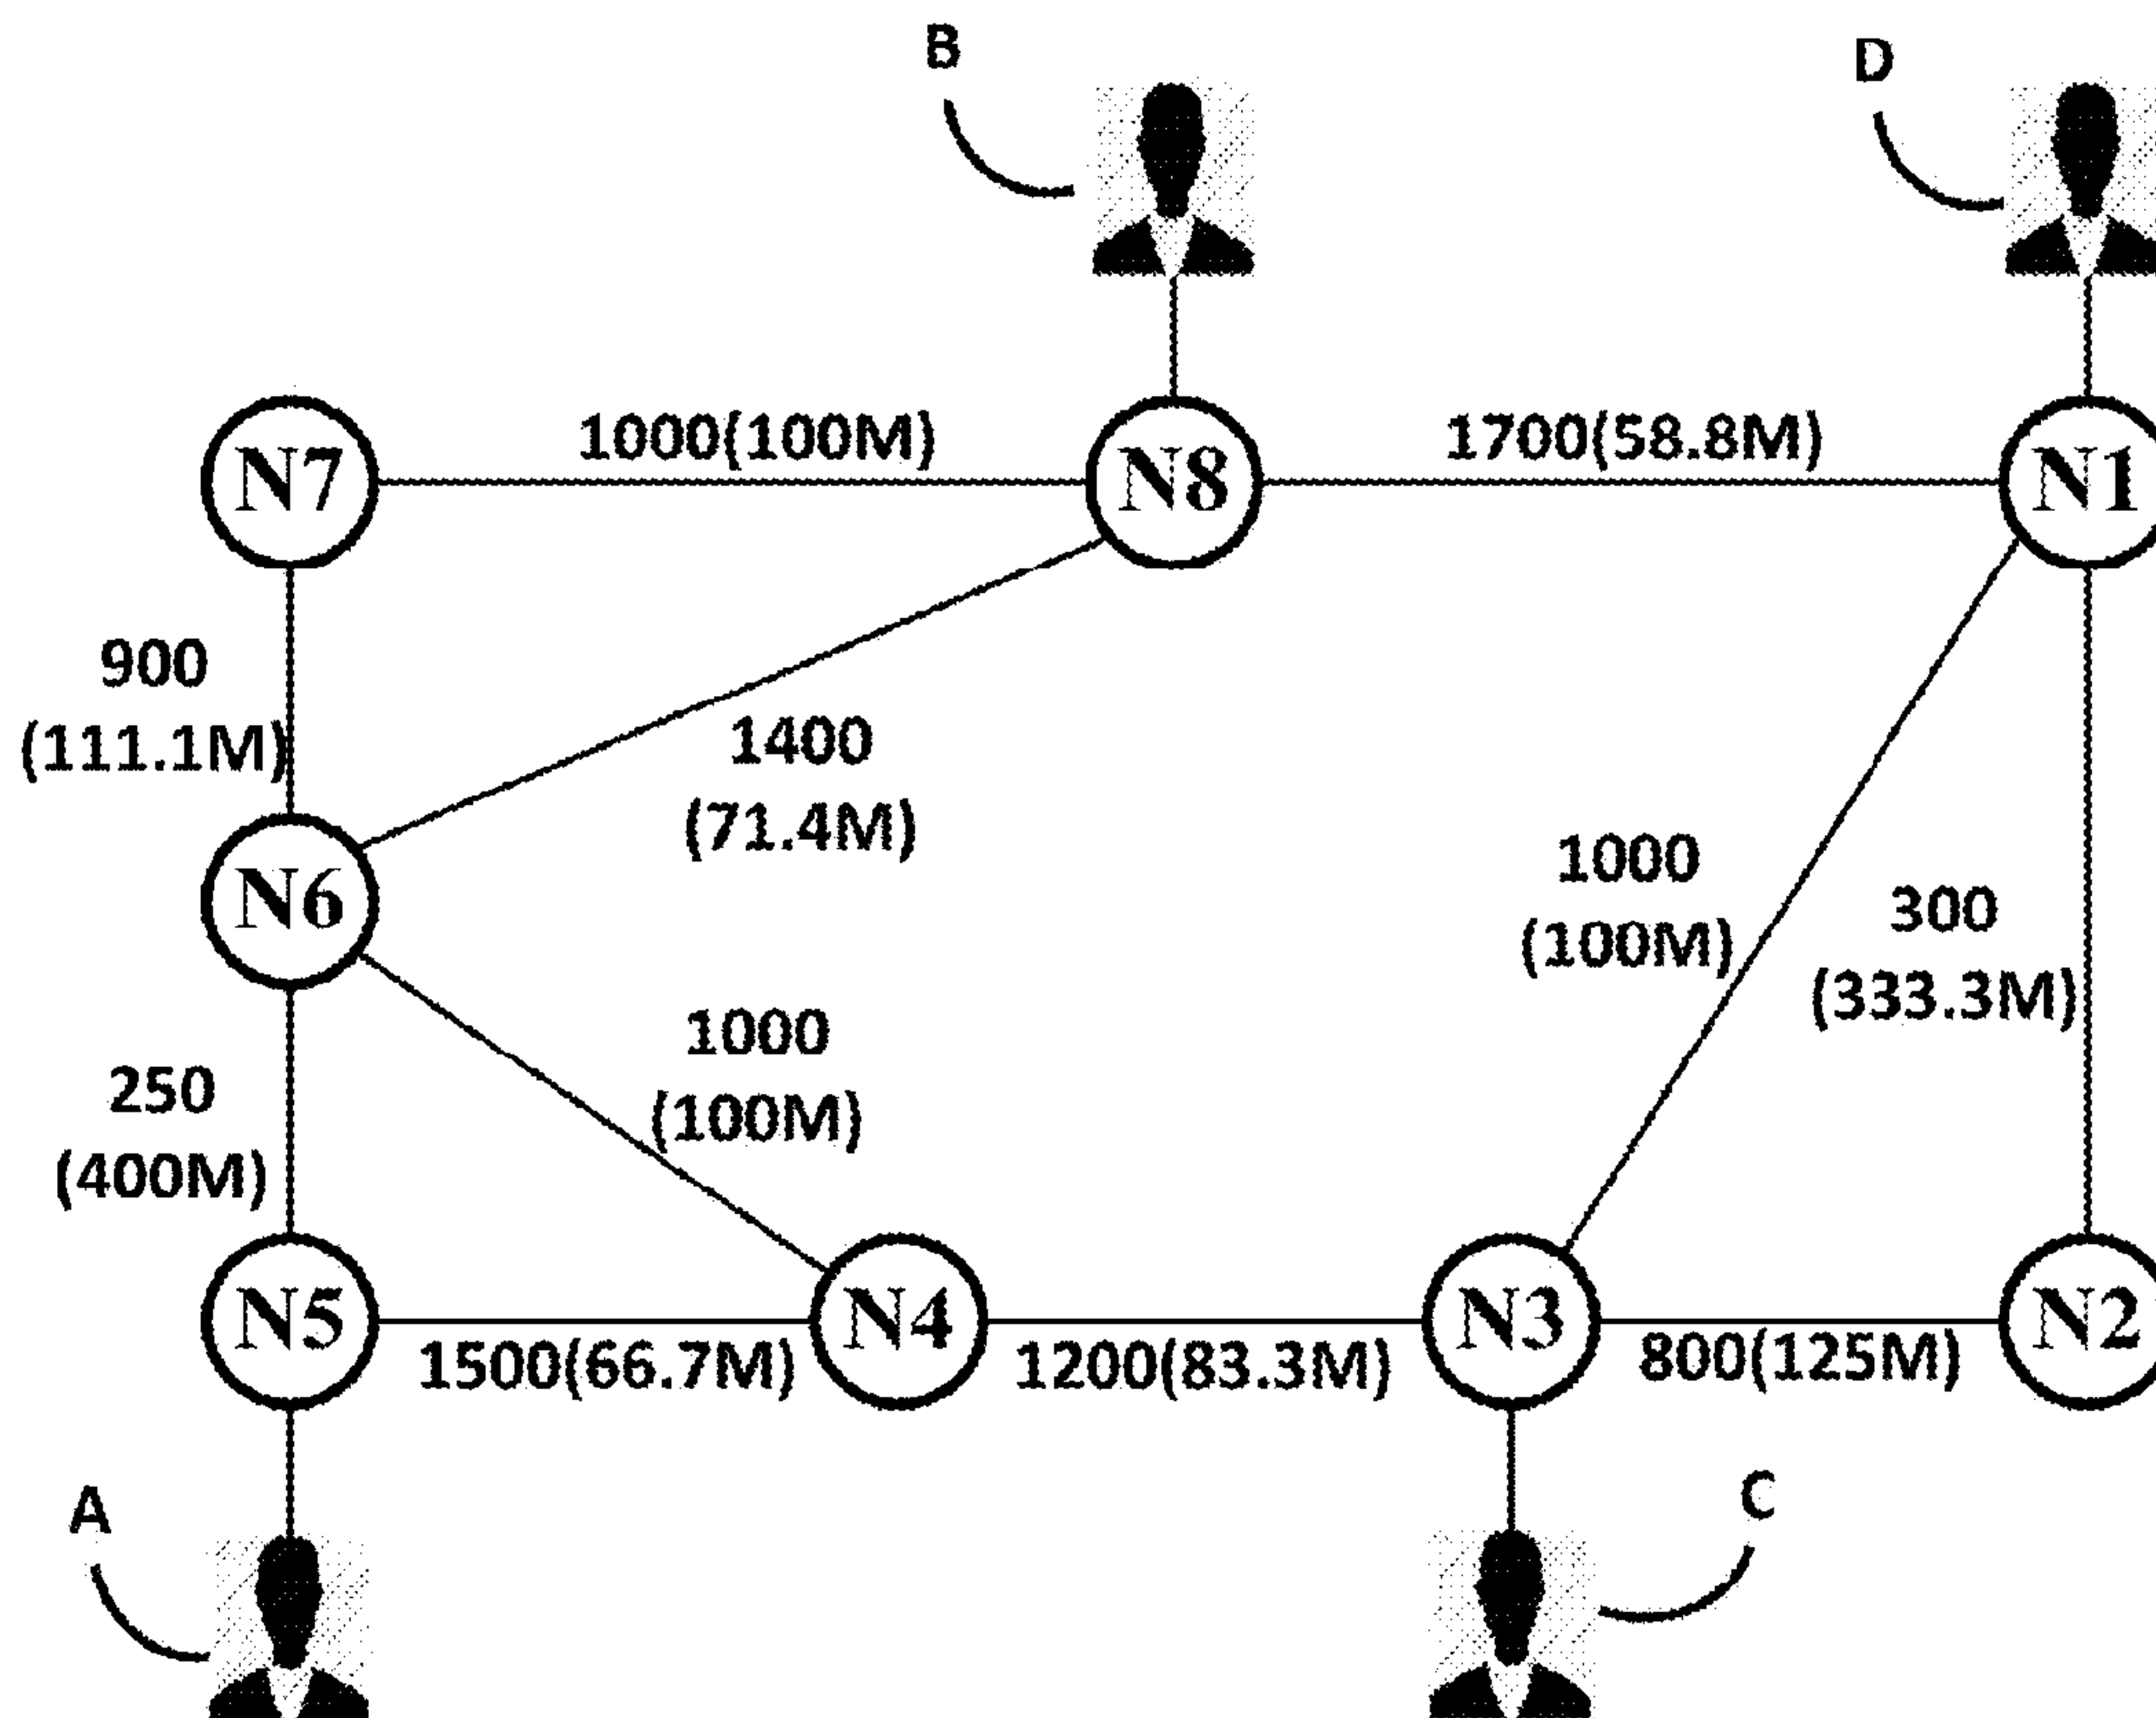 B
D
1000(100M)
1700(58.8M)
N7
N8
N1
900
(111.1M)
1400
(71.4M)
1000
(100M)
300
(333.3M)
N6
1000
(100M)
250
(400M)
N5
N4
N3
N2
1500(66.7M)
1200(83.3M)
800(125M)
A
C